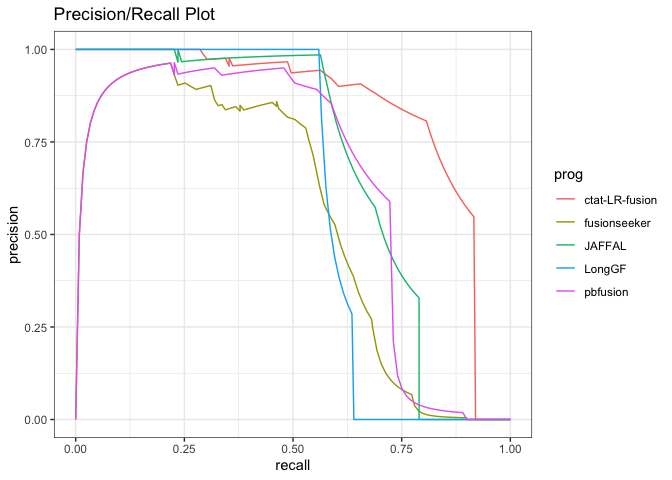 Precision/Recall Plot
precision
1.00
0.75
0.50
0.25
0.00
0.00 0.25 0.50 0.75 1.00
recall
prog
ctat-LR-fusion
fusionseeker
JAFFAL
LongGF
pbfusion